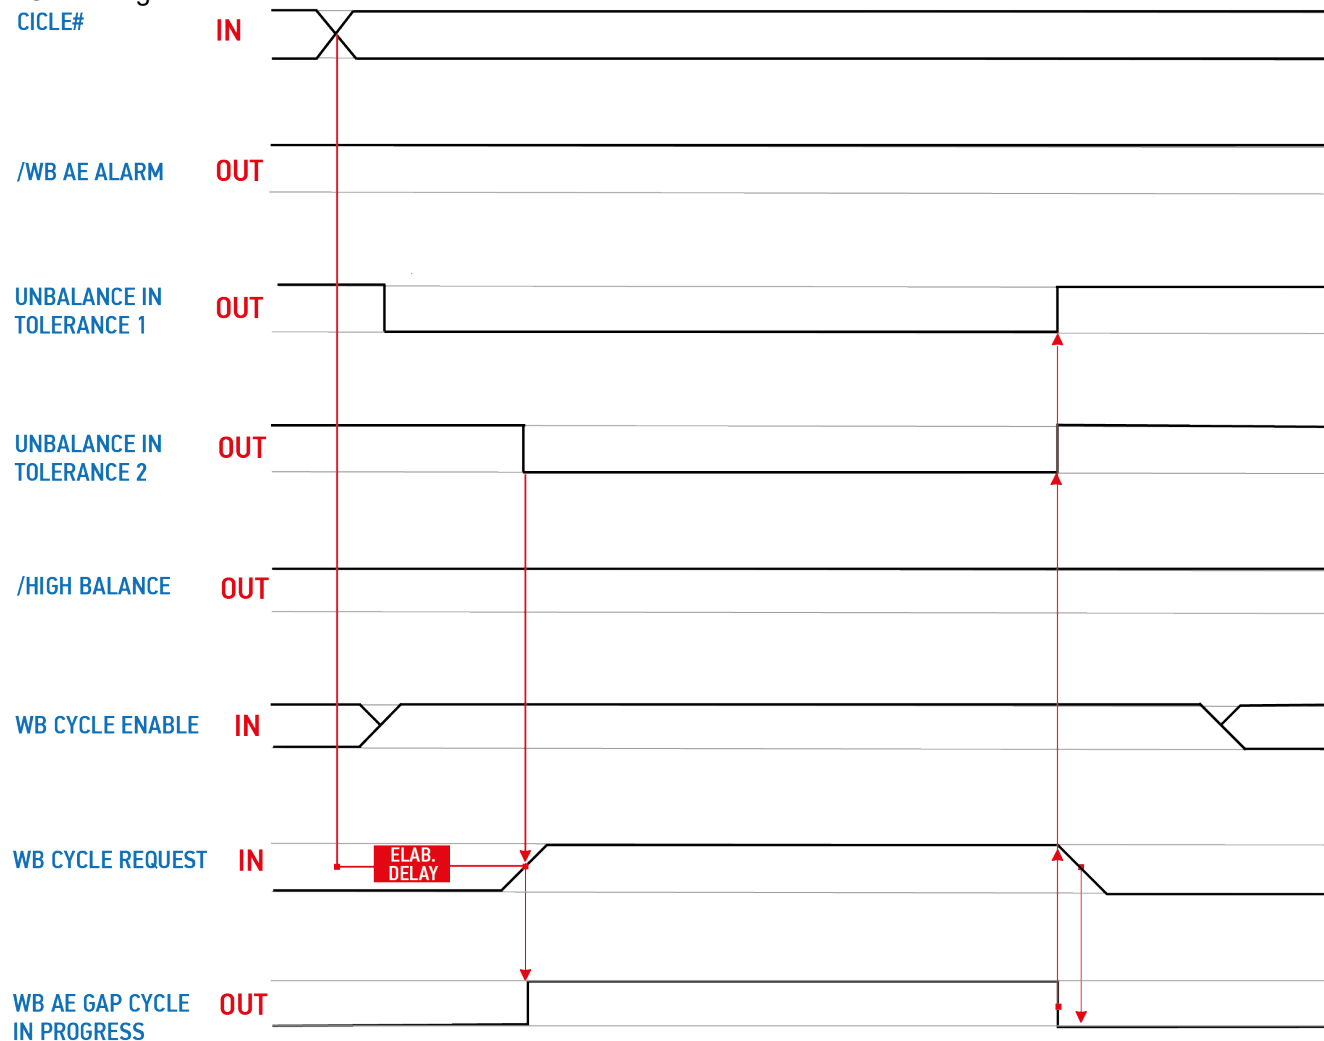 CICLE#
IN
/WB AE ALARM
OUT
UNBALANCE IN
TOLERANCE 1
OUT
UNBALANCE IN
TOLERANCE 2
OUT
/HIGH BALANCE
OUT
WB CYCLE ENABLE
IN
WB CYCLE REQUEST
IN
ELAB.
DELAY
WB AE GAP CYCLE
IN PROGRESS
OUT